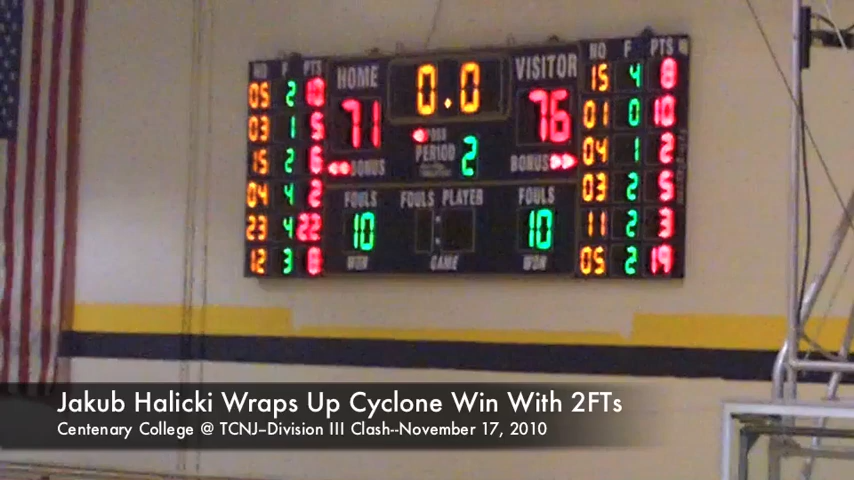 NO F PTS HOME 0.0 VISITOR NO F PTS
05 2 10 71 76 15 4 8
03 1 5 POSS 01 0 10
15 2 6 BONUS PERIOD 2 BONUS 04 1 2
04 4 2 FOULS FOULS PLAYER FOULS 03 2 5
23 4 22 10 : 10 11 2 3
12 3 8 WON GAME WON 05 2 19
Jakub Halicki Wraps Up Cyclone Win With 2FTs
Centenary College @ TCNJ–Division III Clash--November 17, 2010